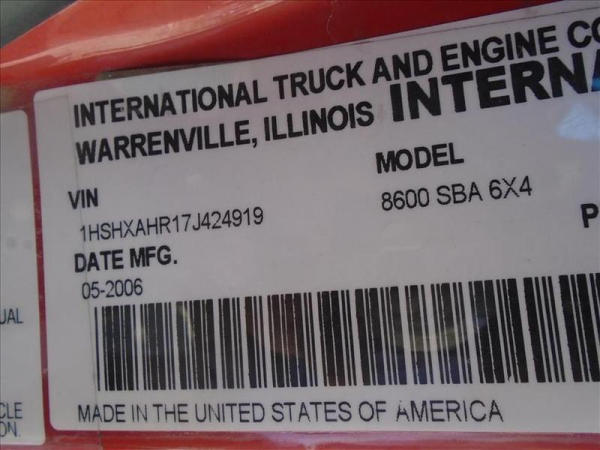 INTERNATIONAL TRUCK AND ENGINE
WARRENVILLE, ILLINOIS
VIN
MODEL
1HSHXAHR17J424919
8600 SBA 6X4
DATE MFG.
05-2006
MADE IN THE UNITED STATES OF AMERICA